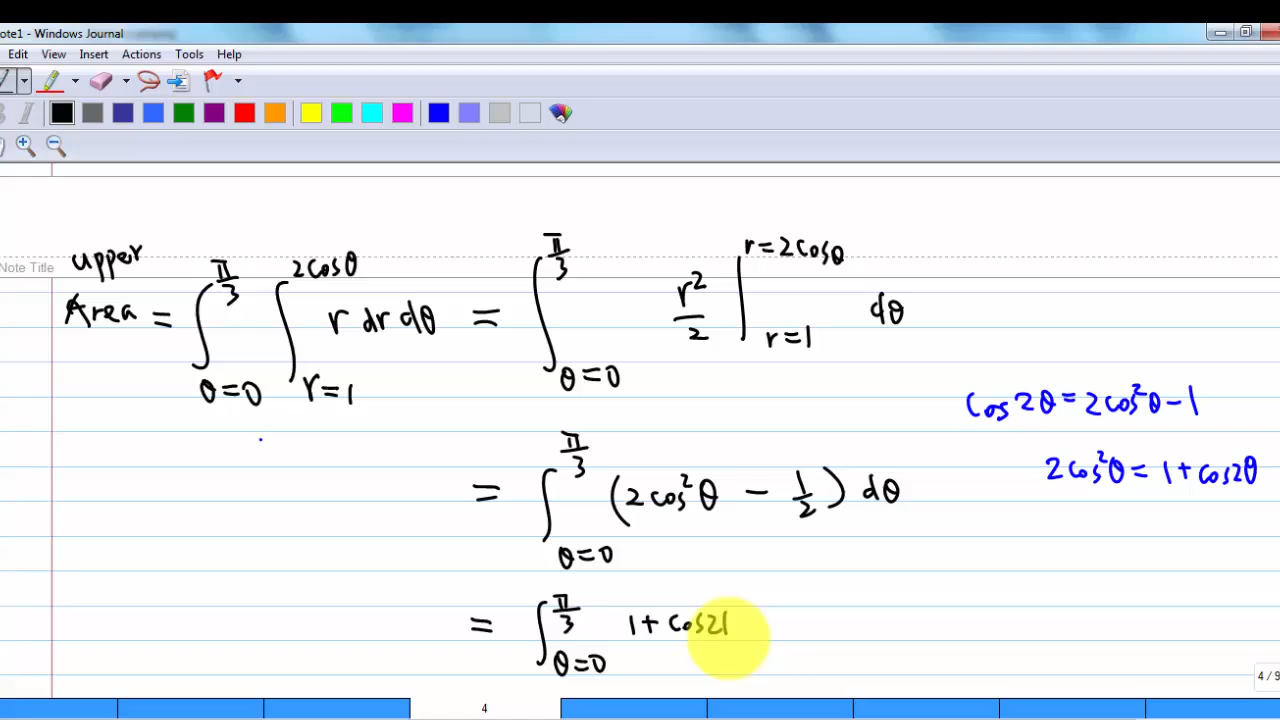 ote1 - Windows Journal
Edit View Insert Actions Tools Help
B I
Note Title
upper Area = ∫_{θ=0}^{π/3} ∫_{r=1}^{2cosθ} r dr dθ = ∫_{θ=0}^{π/3} r²/2 |_{r=1}^{r=2cosθ} dθ
cos2θ = 2cos²θ - 1
2cos²θ = 1 + cos2θ
= ∫_{θ=0}^{π/3} (2cos²θ - 1/2) dθ
= ∫_{θ=0}^{π/3} 1 + cos2
4 / 9
4